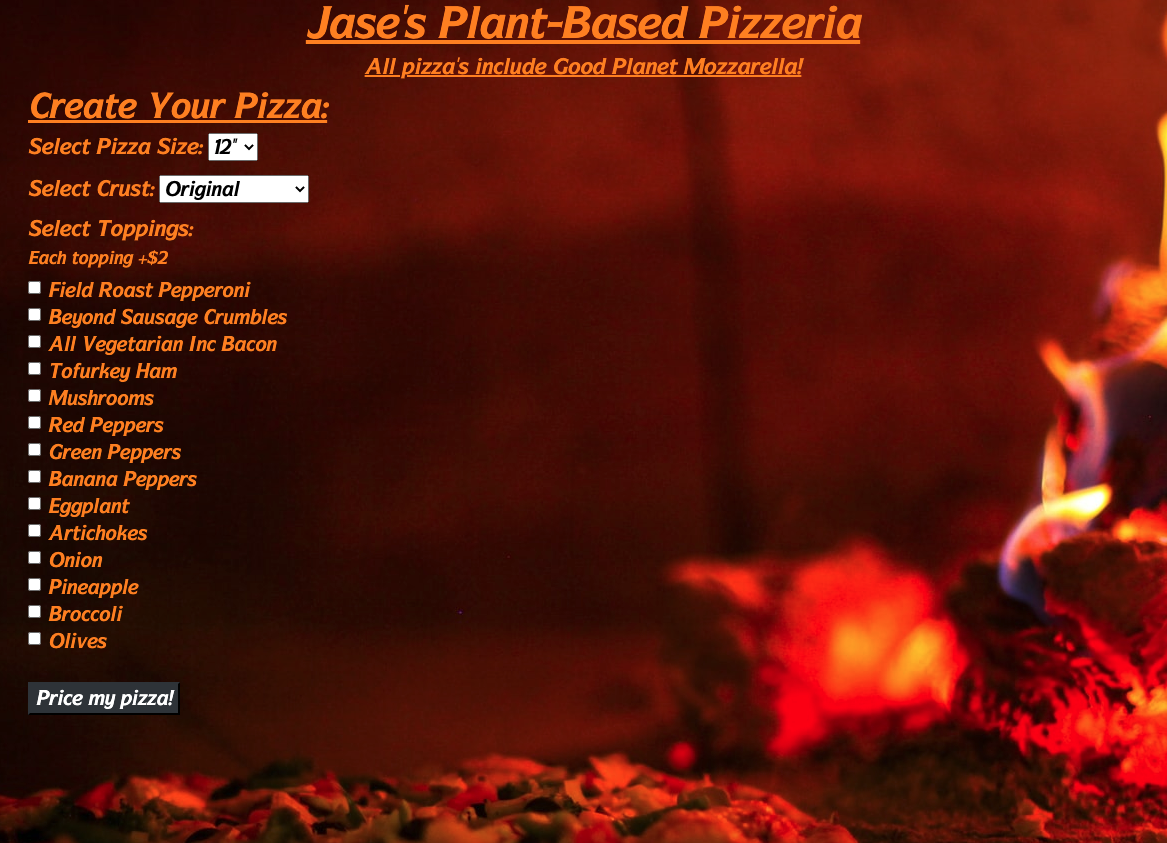 Jase's Plant-Based Pizzeria
All pizza's include Good Planet Mozzarella!
Create Your Pizza:
Select Pizza Size: 12"
Select Crust: Original
Select Toppings:
Each topping +$2
Field Roast Pepperoni
Beyond Sausage Crumbles
All Vegetarian Inc Bacon
Tofurkey Ham
Mushrooms
Red Peppers
Green Peppers
Banana Peppers
Eggplant
Artichokes
Onion
Pineapple
Broccoli
Olives
Price my pizza!